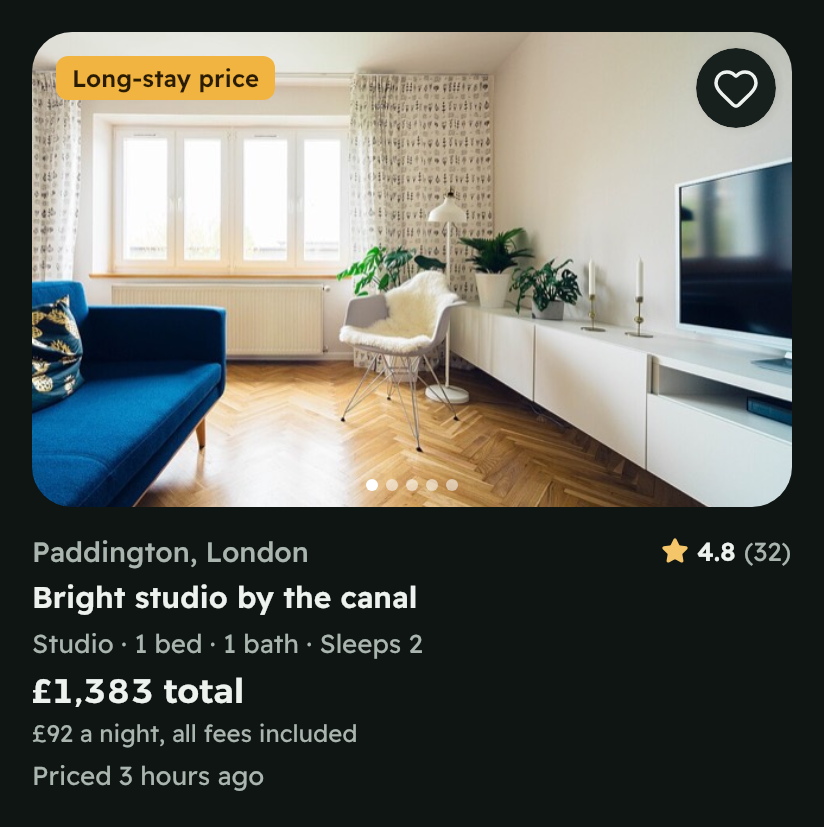 Long-stay price
Paddington, London
4.8 (32)
Bright studio by the canal
Studio · 1 bed · 1 bath · Sleeps 2
£1,383 total
£92 a night, all fees included
Priced 3 hours ago